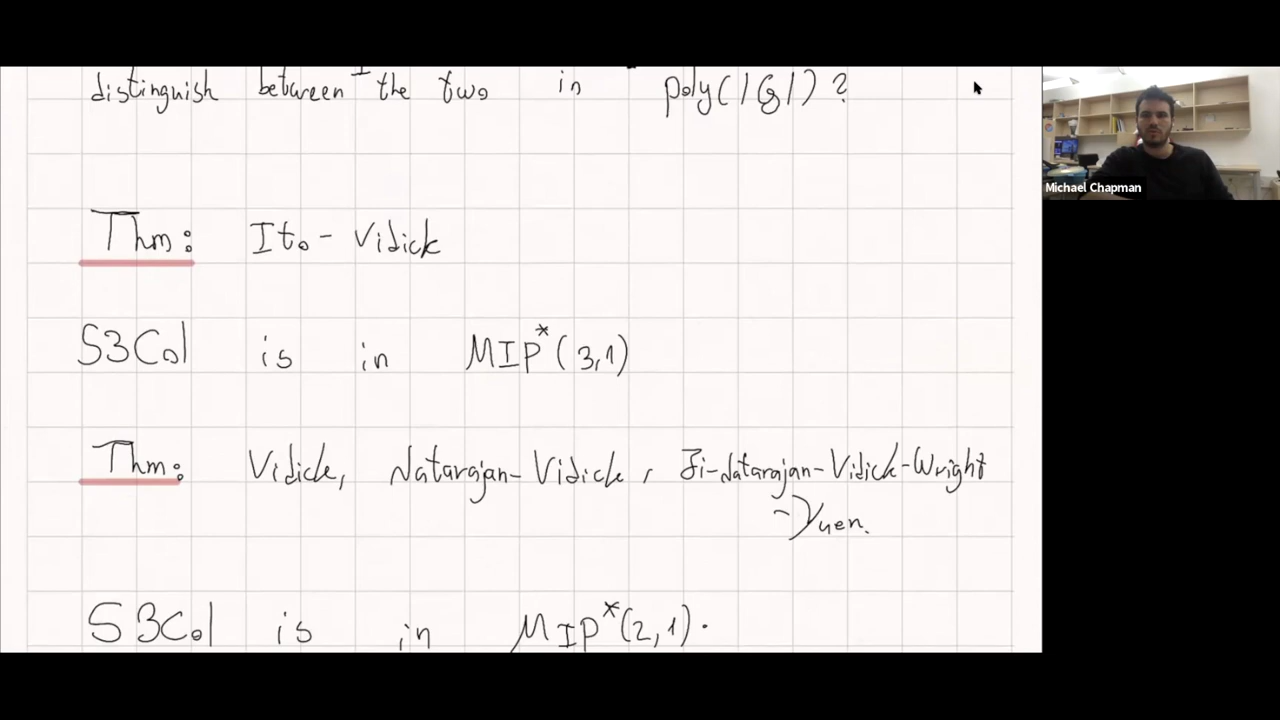 distinguish between the two in poly(|G|)?
Michael Chapman
Thm: Ito - Vidick
S3Col is in MIP*(3,1)
Thm: Vidick, Natarajan-Vidick, Ji-Natarajan-Vidick-Wright
-Yuen.
S3Col is in MIP*(2,1).